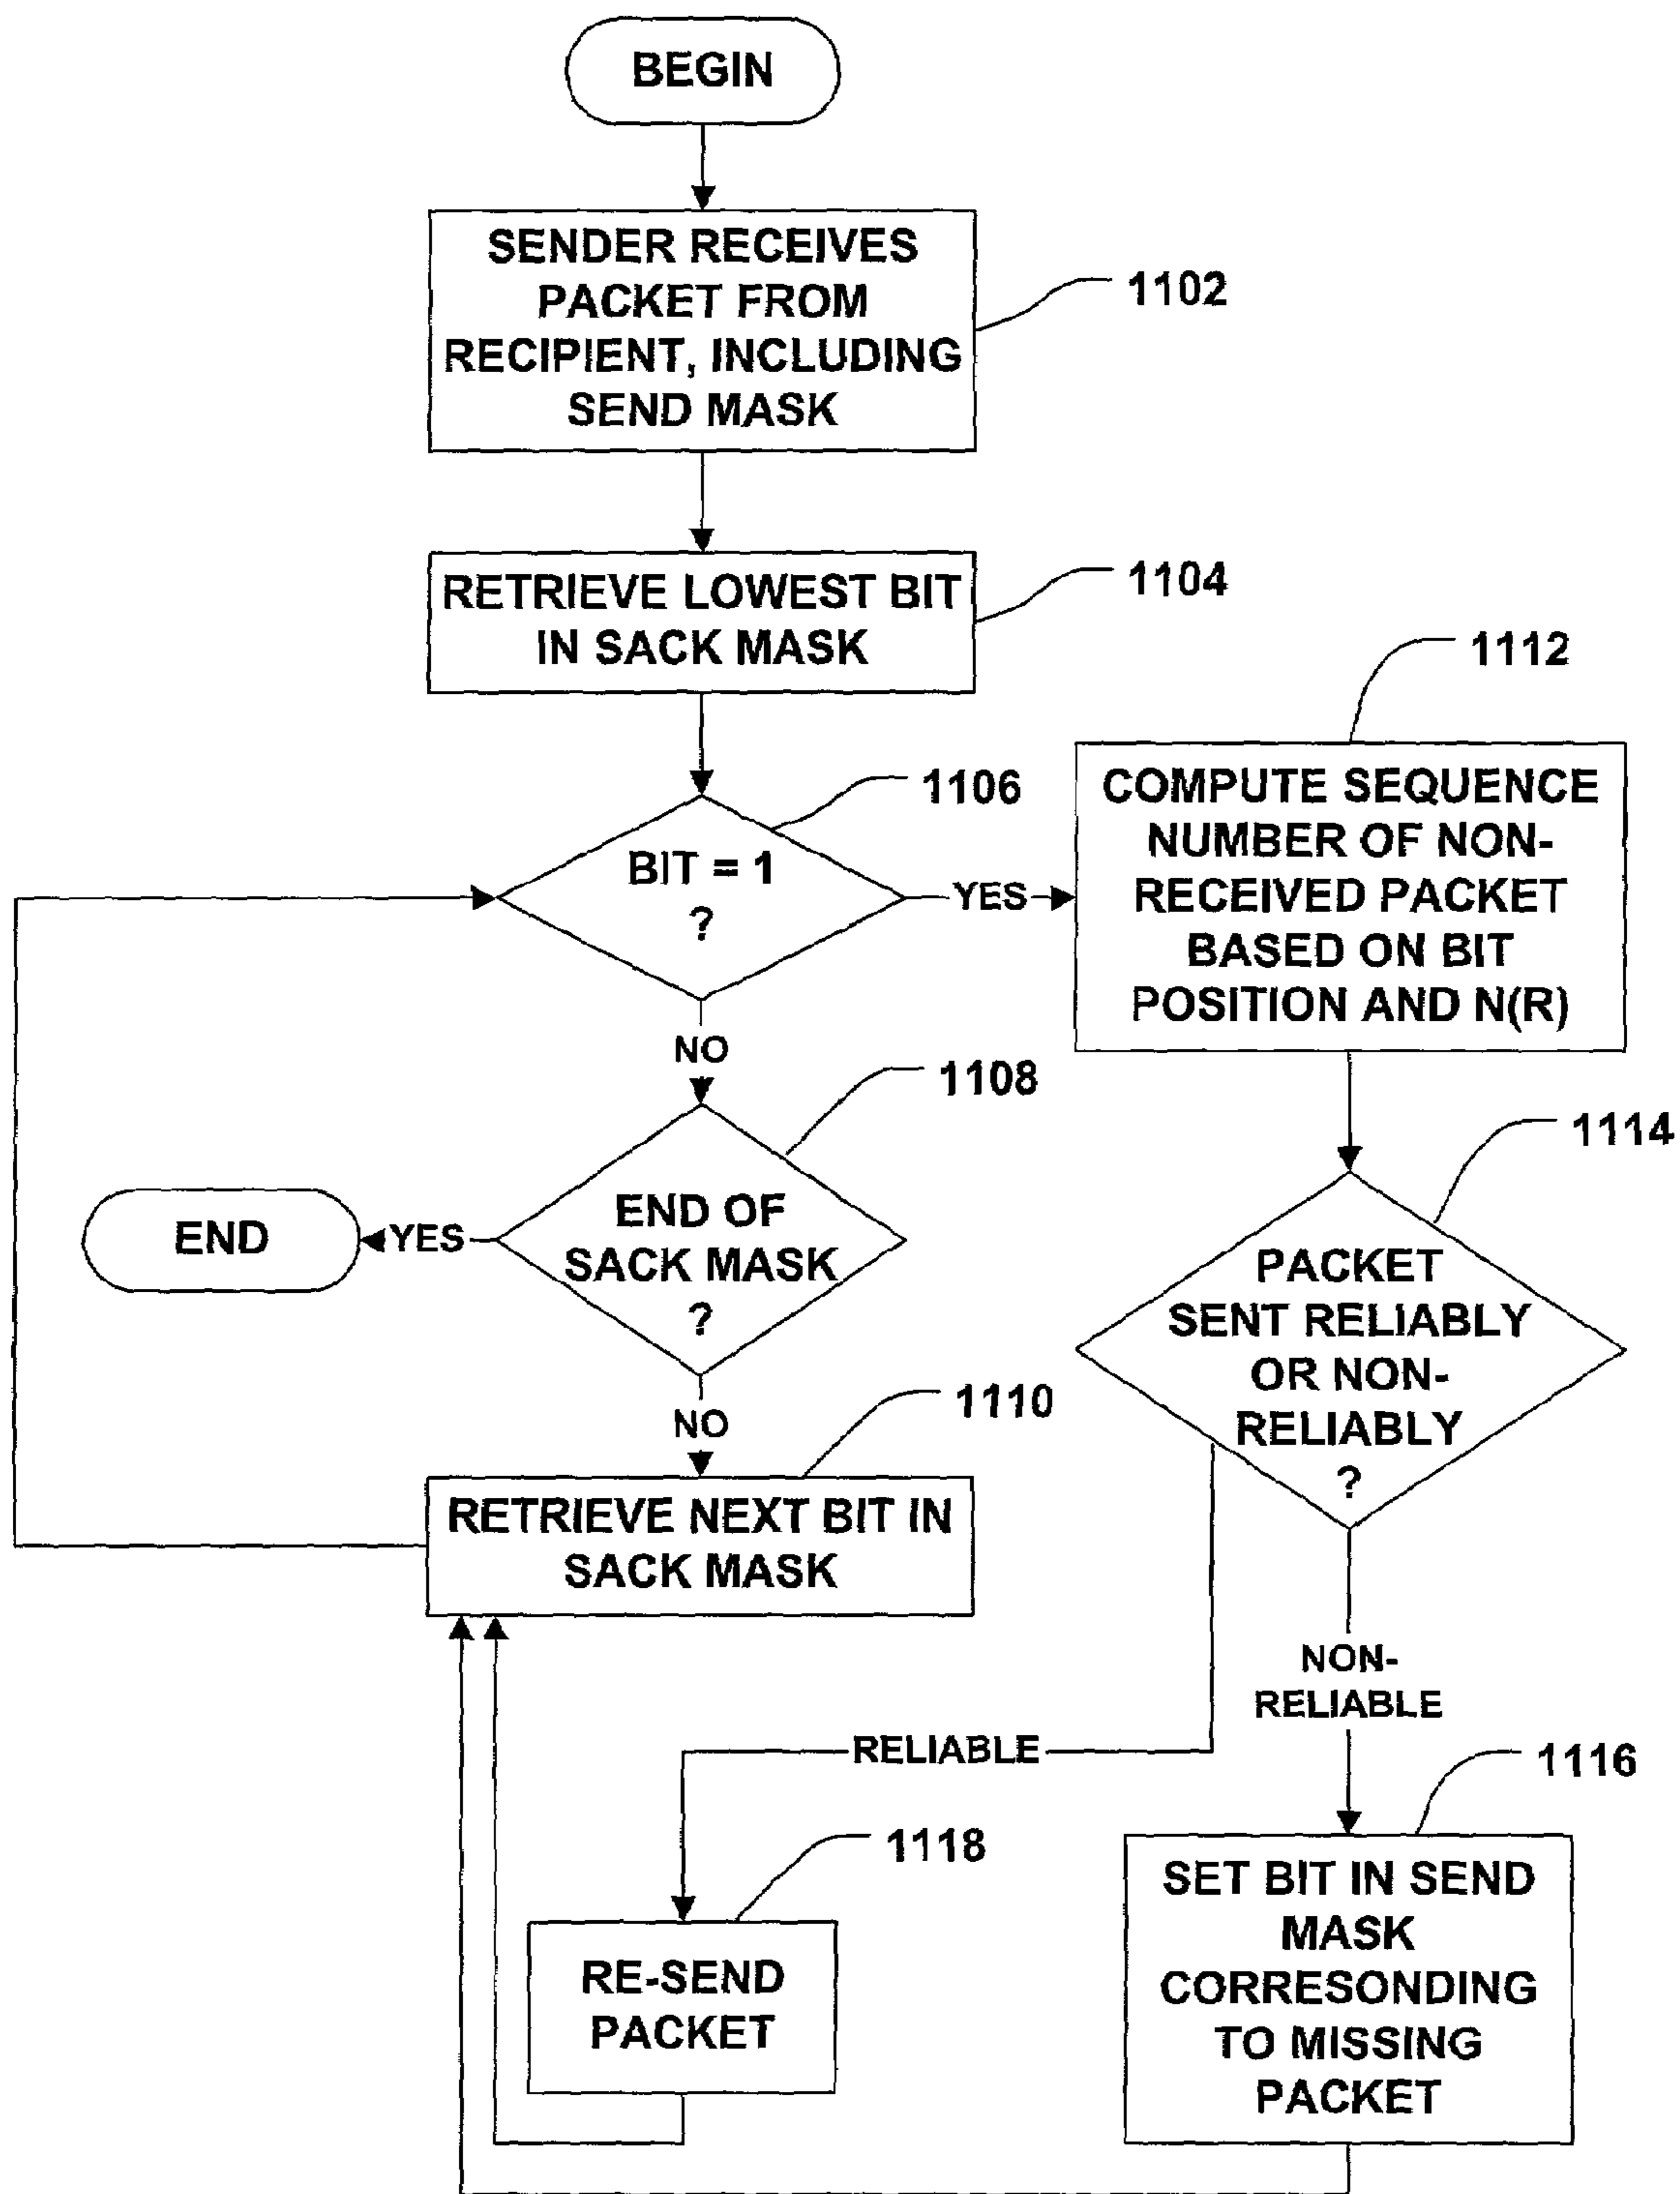 BEGIN
SENDER RECEIVES
PACKET FROM
RECIPIENT, INCLUDING
SEND MASK
1102
RETRIEVE LOWEST BIT
IN SACK MASK
1104
BIT = 1
?
1106
YES
NO
COMPUTE SEQUENCE
NUMBER OF NON-
RECEIVED PACKET
BASED ON BIT
POSITION AND N(R)
1112
END OF
SACK MASK
?
1108
YES
END
NO
RETRIEVE NEXT BIT IN
SACK MASK
1110
PACKET
SENT RELIABLY
OR NON-
RELIABLY
?
1114
NON-
RELIABLE
RELIABLE
RE-SEND
PACKET
1118
SET BIT IN SEND
MASK
CORRESONDING
TO MISSING
PACKET
1116